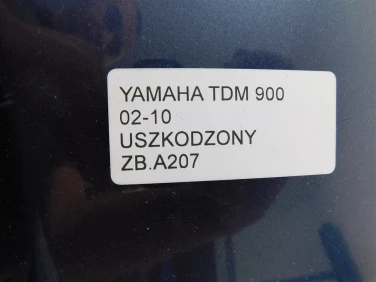 YAMAHA TDM 900
02-10
USZKODZONY
ZB.A207